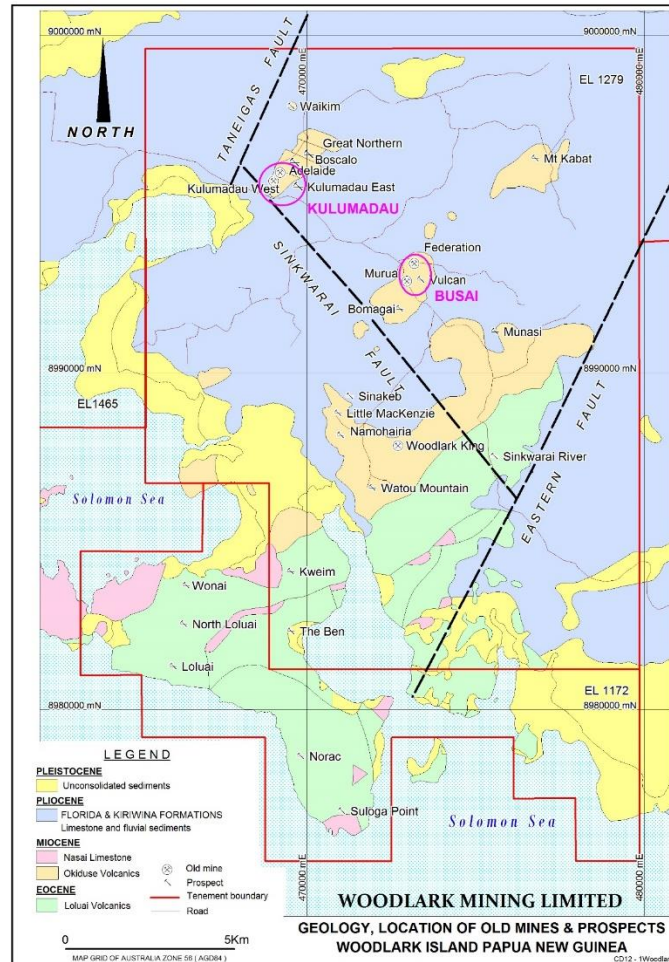 9000000 mN
9000000 mN
470000 mE
480000 mE
EL 1279
NORTH
TANEIGAS FAULT
Waikim
Great Northern
Boscalo
Adelaide
Kulumadau West
Kulumadau East
KULUMADAU
Mt Kabat
Federation
Murua
Vulcan
BUSAI
Bomagai
SINKWARAI FAULT
Munasi
8990000 mN
8990000 mN
EL1465
Sinakeb
Little MacKenzie
Namohairia
Woodlark King
Sinkwarai River
Watou Mountain
EASTERN FAULT
Solomon Sea
Kweim
Wonai
North Loluai
The Ben
Loluai
EL 1172
8980000 mN
8980000 mN
Norac
Suloga Point
Solomon Sea
LEGEND
PLEISTOCENE
Unconsolidated sediments
PLIOCENE
FLORIDA & KIRIWINA FORMATIONS
Limestone and fluvial sediments
MIOCENE
Nasai Limestone
Okiduse Volcanics
EOCENE
Loluai Volcanics
Old mine
Prospect
Tenement boundary
Road
470000 mE
480000 mE
0 5Km
MAP GRID OF AUSTRALIA ZONE 56 ( AGD84 )
WOODLARK MINING LIMITED
GEOLOGY, LOCATION OF OLD MINES & PROSPECTS
WOODLARK ISLAND PAPUA NEW GUINEA
CD12 - 1Woodlar